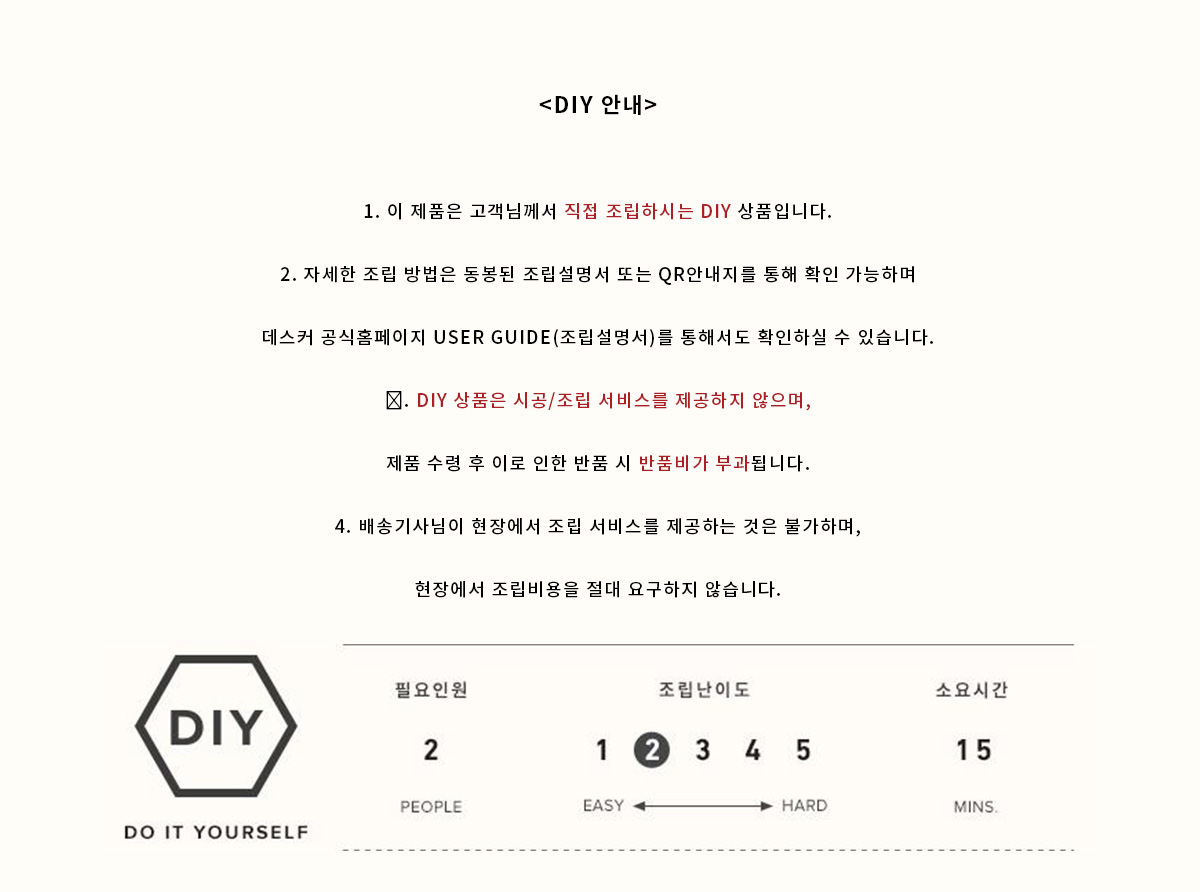 <DIY 안내>
1. 이 제품은 고객님께서 직접 조립하시는 DIY 상품입니다.
2. 자세한 조립 방법은 동봉된 조립설명서 또는 QR안내지를 통해 확인 가능하며
데스커 공식홈페이지 USER GUIDE(조립설명서)를 통해서도 확인하실 수 있습니다.
. DIY 상품은 시공/조립 서비스를 제공하지 않으며,
제품 수령 후 이로 인한 반품 시 반품비가 부과됩니다.
4. 배송기사님이 현장에서 조립 서비스를 제공하는 것은 불가하며,
현장에서 조립비용을 절대 요구하지 않습니다.
DIY
DO IT YOURSELF
필요인원 조립난이도 소요시간
2 1 2 3 4 5 15
PEOPLE EASY HARD MINS.